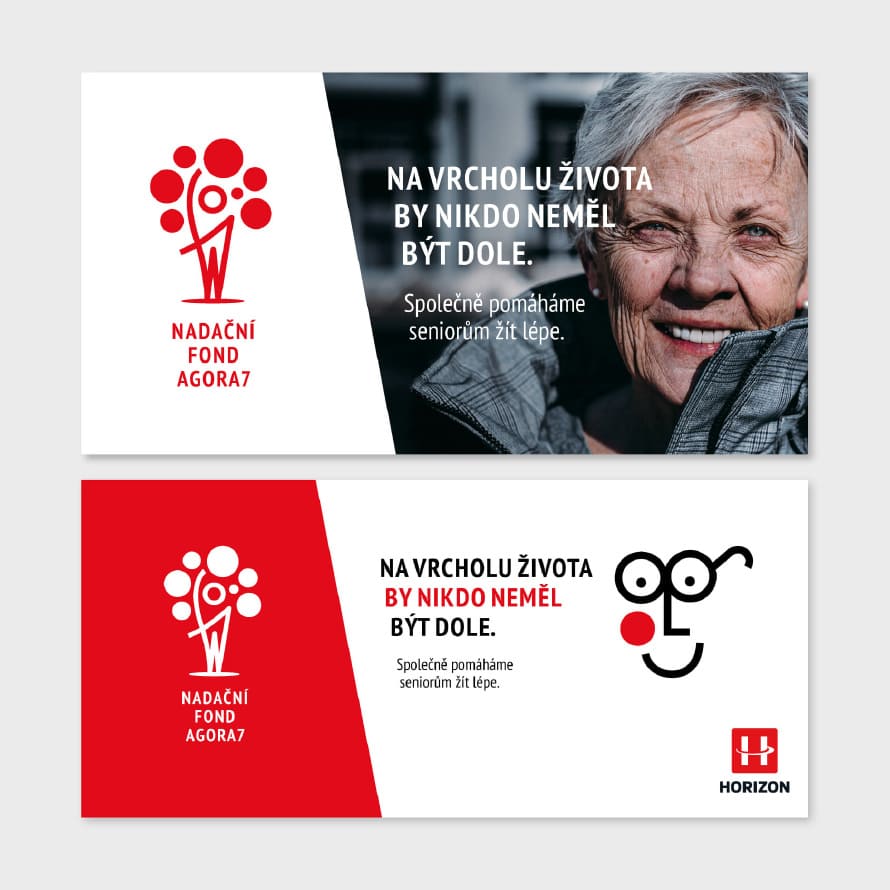 NADAČNÍ
FOND
AGORA7
NA VRCHOLU ŽIVOTA
BY NIKDO NEMĚL
BÝT DOLE.
Společně pomáháme
seniorům žít lépe.
NADAČNÍ
FOND
AGORA7
NA VRCHOLU ŽIVOTA
BY NIKDO NEMĚL
BÝT DOLE.
Společně pomáháme
seniorům žít lépe.
H
HORIZON